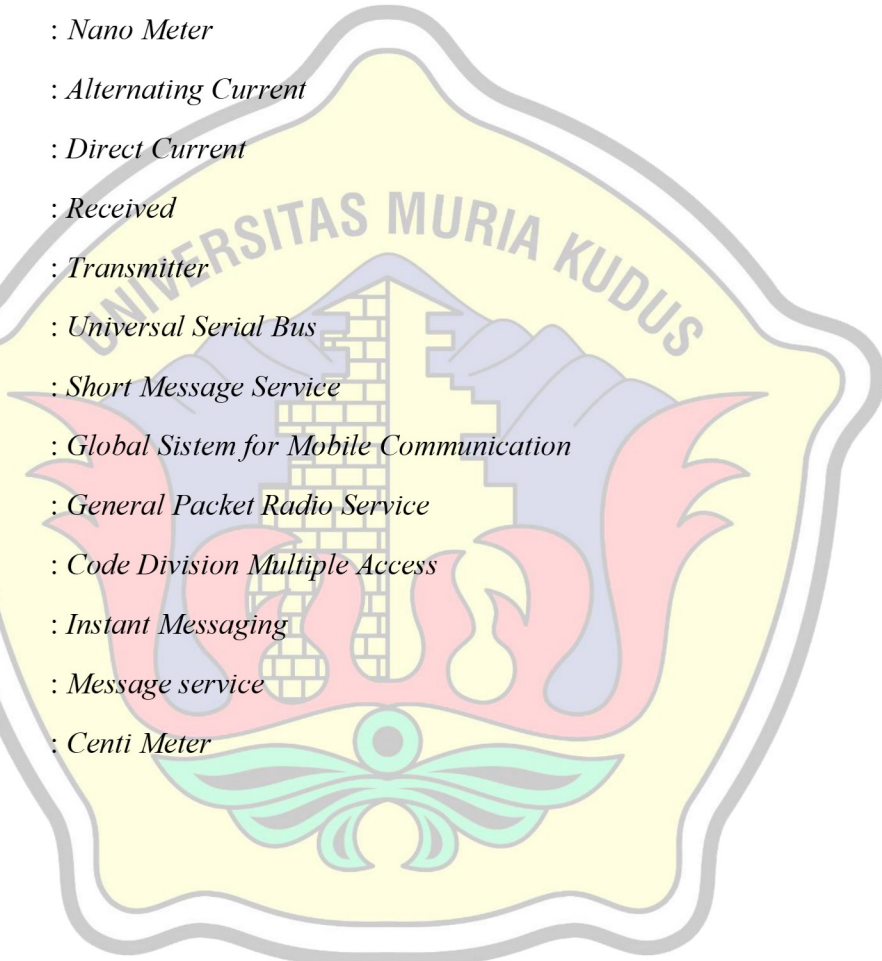 : Nano Meter
: Alternating Current
: Direct Current
: Received
: Transmitter
: Universal Serial Bus
: Short Message Service
: Global Sistem for Mobile Communication
: General Packet Radio Service
: Code Division Multiple Access
: Instant Messaging
: Message service
: Centi Meter
UNIVERSITAS MURIA KUDUS